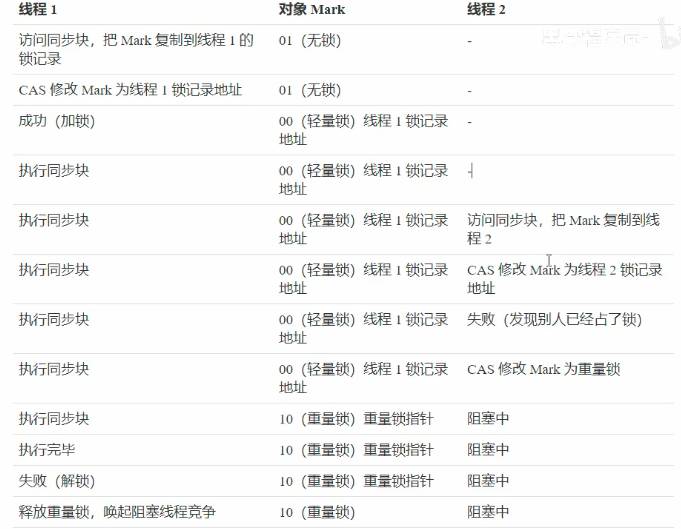 线程 1 对象 Mark 线程 2
访问同步块，把 Mark 复制到线程 1 的 01（无锁） -
锁记录
CAS 修改 Mark 为线程 1 锁记录地址 01（无锁） -
成功（加锁） 00（轻量锁）线程 1 锁记录 -
地址
执行同步块 00（轻量锁）线程 1 锁记录 -
地址
执行同步块 00（轻量锁）线程 1 锁记录 访问同步块，把 Mark 复制到线
地址 程 2
执行同步块 00（轻量锁）线程 1 锁记录 CAS 修改 Mark 为线程 2 锁记录
地址 地址
执行同步块 00（轻量锁）线程 1 锁记录 失败（发现别人已经占了锁）
地址
执行同步块 00（轻量锁）线程 1 锁记录 CAS 修改 Mark 为重量锁
地址
执行同步块 10（重量锁）重量锁指针 阻塞中
执行完毕 10（重量锁）重量锁指针 阻塞中
失败（解锁） 10（重量锁）重量锁指针 阻塞中
释放重量锁，唤起阻塞线程竞争 10（重量锁） 阻塞中